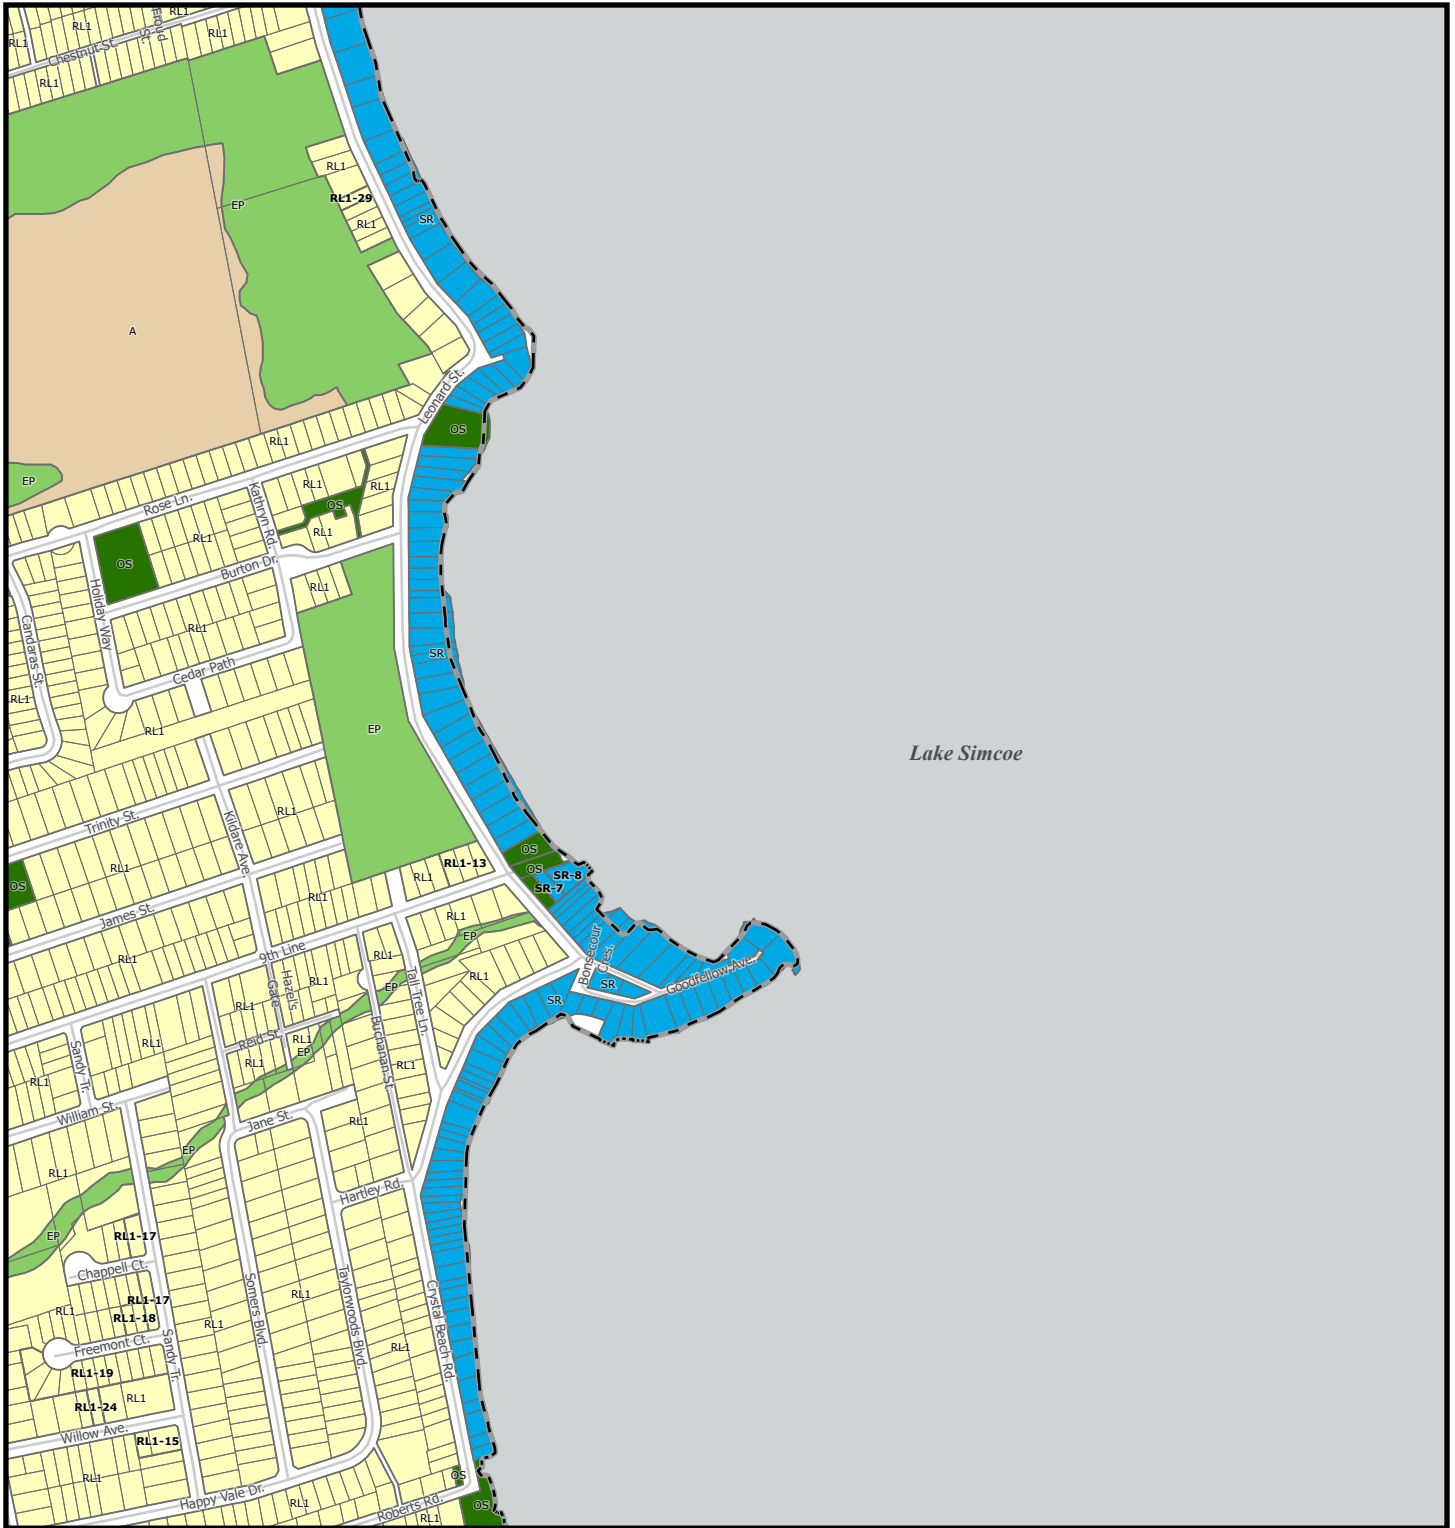 RL1
RL1
RL1
Froud
St.
RL1
Chestnut St.
RL1
RL1
RL1-29
EP
SR
RL1
A
Leonard St.
OS
RL1
EP
RL1
RL1
Rose Ln.
Kathryn Rd.
OS
RL1
RL1
OS
Burton Dr.
RL1
Holiday Way
Candaras St.
RL1
SR
Cedar Path
RL1
RL1
EP
Lake Simcoe
Trinity St.
Kildare Ave.
RL1
OS
RL1
RL1-13
OS
SR-8
RL1
OS
SR-7
RL1
James St.
RL1
EP
Bonsecour
Cres.
9th Line
RL1
RL1
Goodfellow Ave.
RL1
RL1
Hazel's
Gate
EP
Tall Tree Ln.
SR
SR
RL1
Reid St.
RL1
RL1
EP
RL1
Buchanan St.
RL1
Sandy Tr.
RL1
William St.
Jane St.
RL1
EP
RL1
Hartley Rd.
EP
RL1-17
Chappell Ct.
RL1
RL1-17
RL1-18
RL1
Somers Blvd.
RL1
Taylorwoods Blvd.
Crystal Beach Rd.
Freemont Ct.
Sandy Tr.
RL1
RL1-19
RL1
RL1-24
Willow Ave.
RL1-15
RL1
OS
Happy Vale Dr.
RL1
Roberts Rd.
OS
RL1